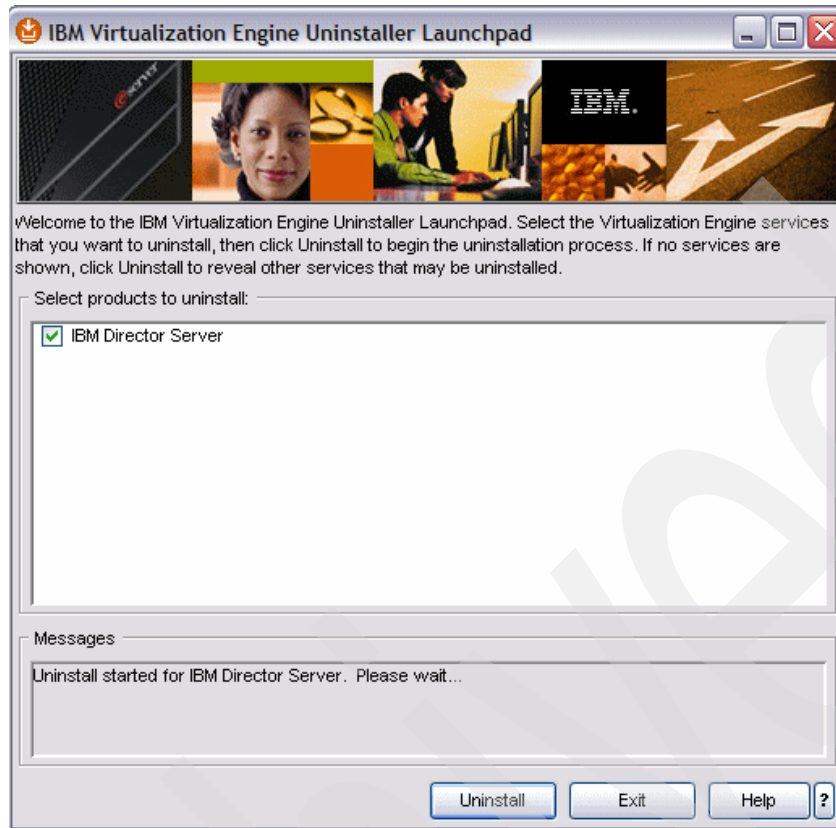 IBM Virtualization Engine Uninstaller Launchpad
eserver
IBM.
Welcome to the IBM Virtualization Engine Uninstaller Launchpad. Select the Virtualization Engine services
that you want to uninstall, then click Uninstall to begin the uninstallation process. If no services are
shown, click Uninstall to reveal other services that may be uninstalled.
Select products to uninstall:
IBM Director Server
Messages
Uninstall started for IBM Director Server. Please wait...
Uninstall
Exit
Help
?